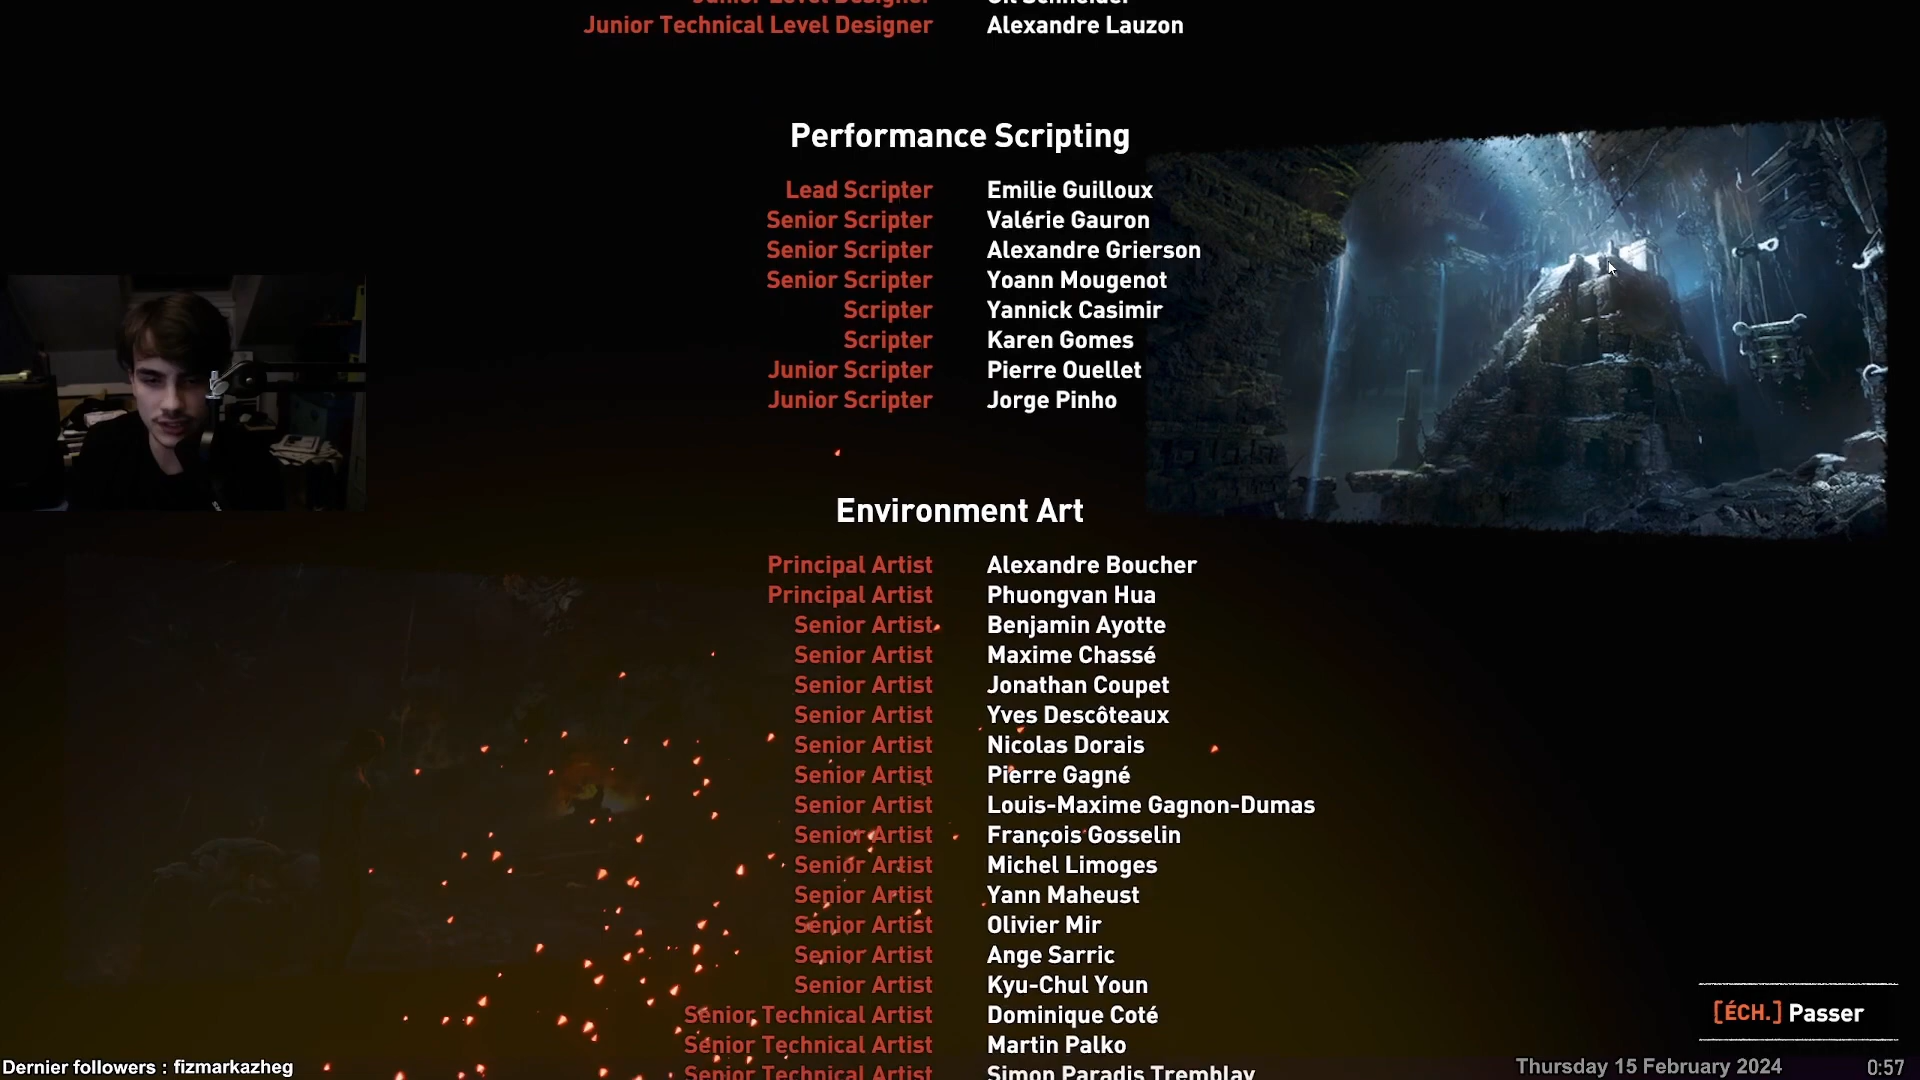 Junior Technical Level Designer Alexandre Lauzon
Performance Scripting
Lead Scripter Emilie Guilloux
Senior Scripter Valérie Gauron
Senior Scripter Alexandre Grierson
Senior Scripter Yoann Mougenot
Scripter Yannick Casimir
Scripter Karen Gomes
Junior Scripter Pierre Ouellet
Junior Scripter Jorge Pinho
Environment Art
Principal Artist Alexandre Boucher
Principal Artist Phuongvan Hua
Senior Artist Benjamin Ayotte
Senior Artist Maxime Chassé
Senior Artist Jonathan Coupet
Senior Artist Yves Descôteaux
Senior Artist Nicolas Dorais
Senior Artist Pierre Gagné
Senior Artist Louis-Maxime Gagnon-Dumas
Senior Artist François Gosselin
Senior Artist Michel Limoges
Senior Artist Yann Maheust
Senior Artist Olivier Mir
Senior Artist Ange Sarric
Senior Artist Kyu-Chul Youn
Senior Technical Artist Dominique Coté
Senior Technical Artist Martin Palko
Senior Technical Artist Simon Paradis Tremblay
[ÉCH.] Passer
Dernier followers : fizmarkazheg
Thursday 15 February 2024 0:57